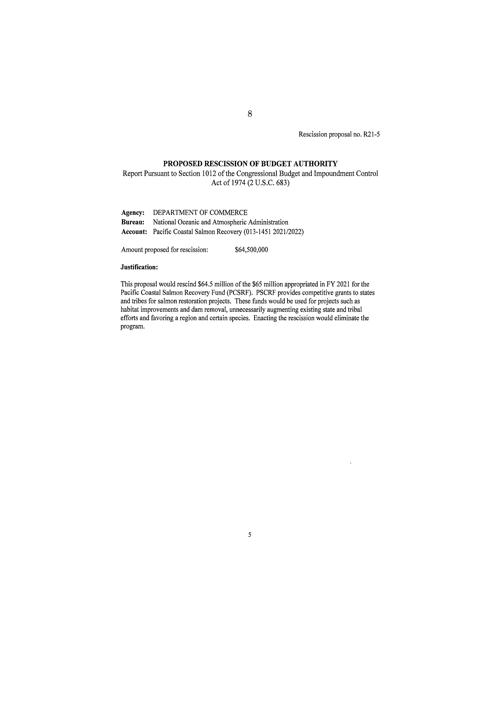 8
Rescission proposal no. R21-5
PROPOSED RESCISSION OF BUDGET AUTHORITY
Report Pursuant to Section 1012 of the Congressional Budget and Impoundment Control
Act of 1974 (2 U.S.C. 683)
Agency: DEPARTMENT OF COMMERCE
Bureau: National Oceanic and Atmospheric Administration
Account: Pacific Coastal Salmon Recovery (013-1451 2021/2022)
Amount proposed for rescission: $64,500,000
Justification:
This proposal would rescind $64.5 million of the $65 million appropriated in FY 2021 for the
Pacific Coastal Salmon Recovery Fund (PCSRF). PSCRF provides competitive grants to states
and tribes for salmon restoration projects. These funds would be used for projects such as
habitat improvements and dam removal, unnecessarily augmenting existing state and tribal
efforts and favoring a region and certain species. Enacting the rescission would eliminate the
program.
5